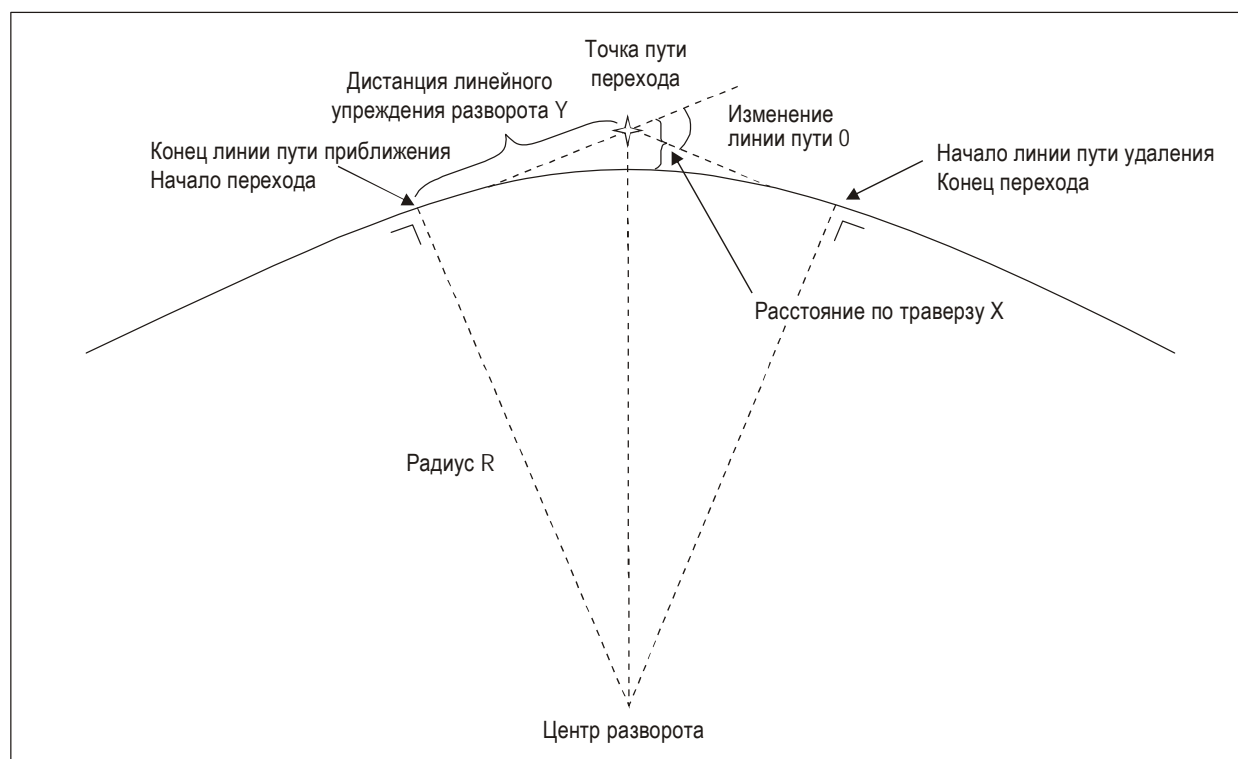 Точка пути
перехода
Дистанция линейного
упреждения разворота Y
Изменение
линии пути 0
Конец линии пути приближения
Начало перехода
Начало линии пути удаления
Конец перехода
Расстояние по траверзу X
Радиус R
Центр разворота